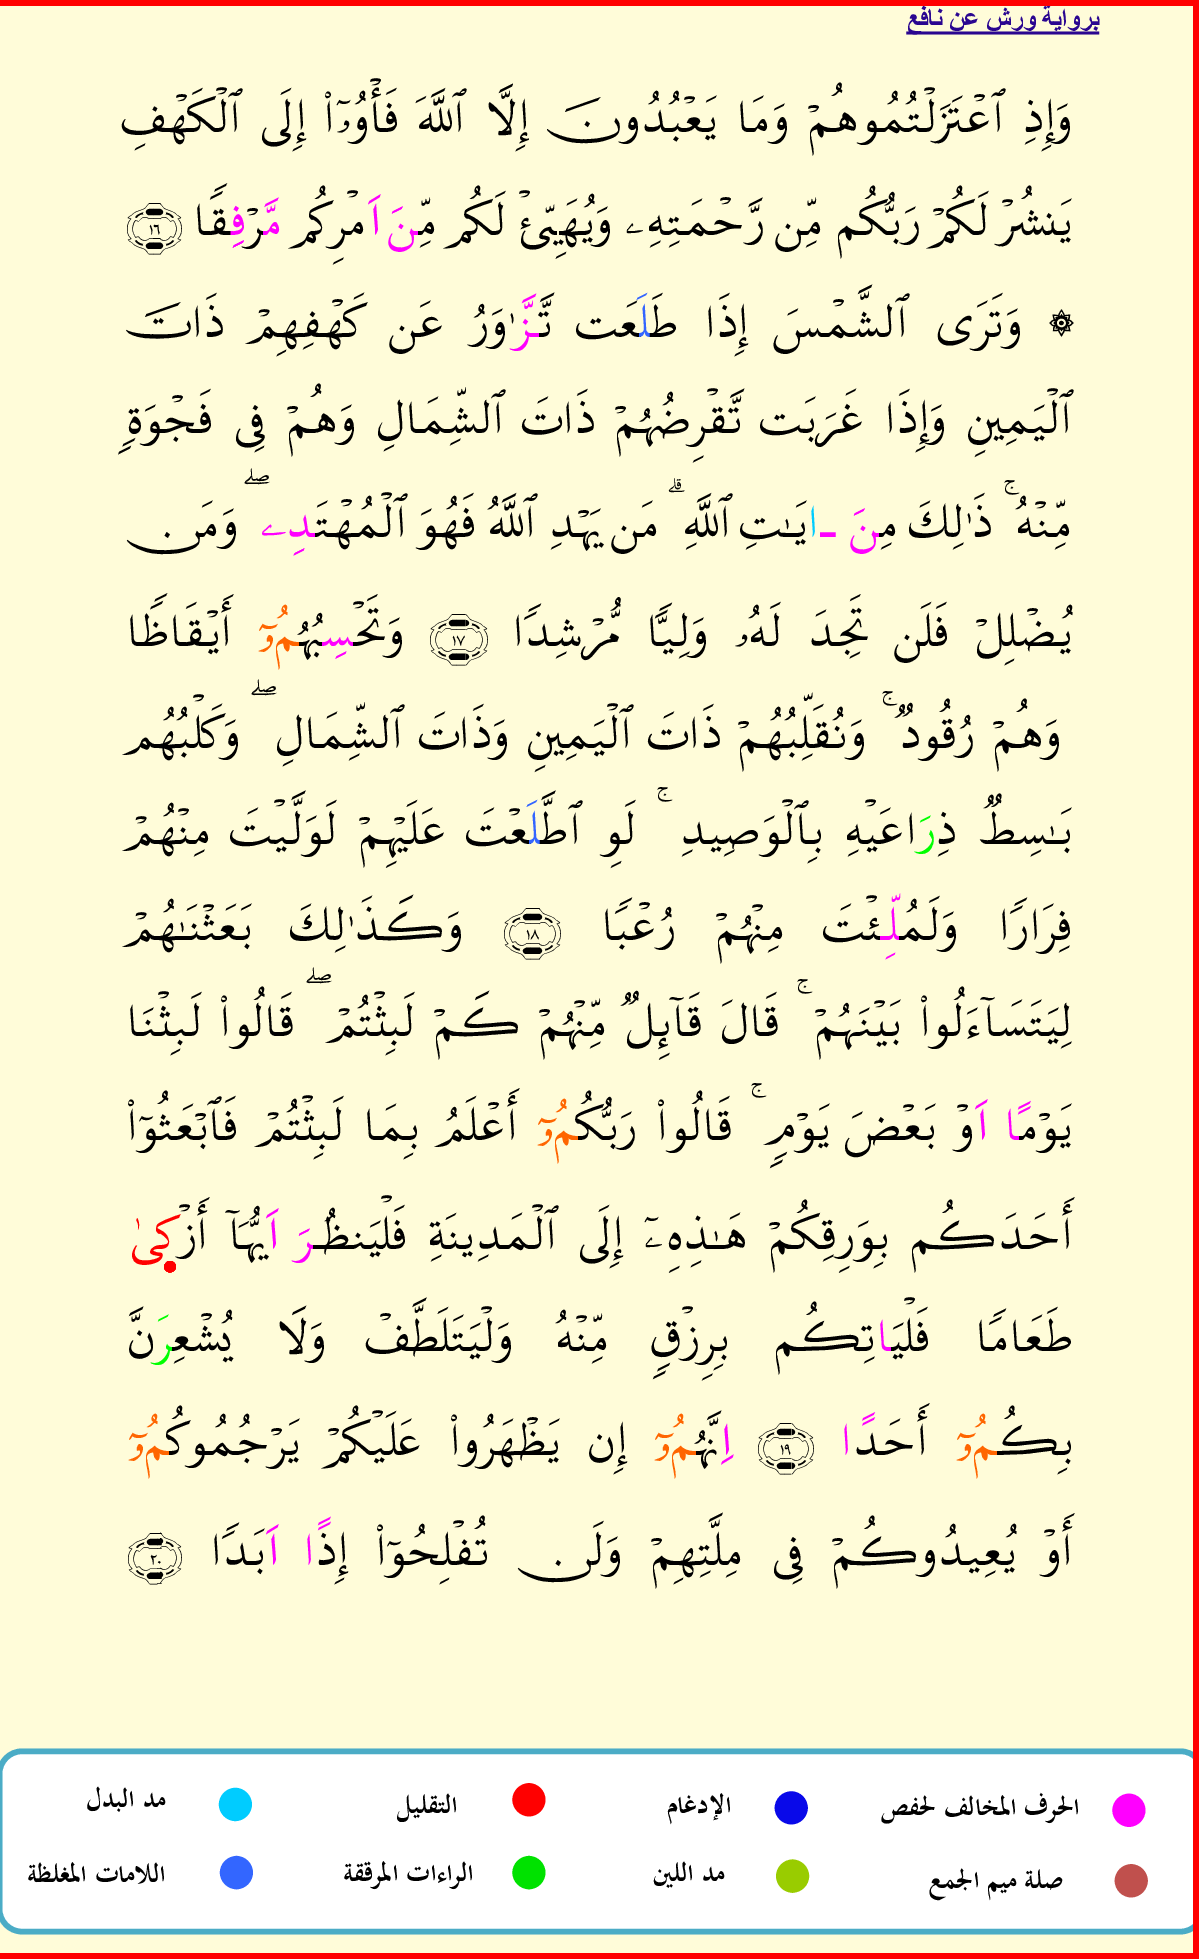 برواية ورش عن نافع
وَإِذِ اِ۪عْتَزَلْتُمُوهُمْ وَمَا يَعْبُدُونَ إِلَّا اَ۬للَّهَ فَأْوُۥٓاْ إِلَى اَ۬لْكَهْفِ
يَنشُرْ لَكُمْ رَبُّكُم مِّن رَّحْمَتِهِۦ وَيُهَيِّئْ لَكُم مِّنَ اَمْرِكُم مَّرْفِقًا ١٦
۞ وَتَرَى اَ۬لشَّمْسَ إِذَا طَلَعَت تَّزَّٰوَرُ عَن كَهْفِهِمْ ذَاتَ
اَ۬لْيَمِينِ وَإِذَا غَرَبَت تَّقْرِضُهُمْ ذَاتَ اَ۬لشِّمَالِ وَهُمْ فِى فَجْوَةٍ
مِّنْهُ ۚ ذَٰلِكَ مِنَ ـايَٰتِ اِ۬للَّهِ ۗ مَن يَهْدِ اِ۬للَّهُ فَهُوَ اَ۬لْمُهْتَدِے ۖ وَمَن
يُضْلِلْ فَلَن تَجِدَ لَهُۥ وَلِيًّا مُّرْشِدًا ١٧ وَتَحْسِبُهُمُۥٓ أَيْقَاظًا
وَهُمْ رُقُودٌ ۚ وَنُقَلِّبُهُمْ ذَاتَ اَ۬لْيَمِينِ وَذَاتَ اَ۬لشِّمَالِ ۖ وَكَلْبُهُم
بَٰسِطٌ ذِرَاعَيْهِ بِالْوَصِيدِ ۚ لَوِ اِ۪طَّلَعْتَ عَلَيْهِمْ لَوَلَّيْتَ مِنْهُمْ
فِرَارًا وَلَمُلِّئْتَ مِنْهُمْ رُعْبًا ١٨ وَكَذَٰلِكَ بَعَثْنَٰهُمْ
لِيَتَسَآءَلُواْ بَيْنَهُمْ ۚ قَالَ قَآئِلٌ مِّنْهُمْ كَمْ لَبِثْتُمْ ۖ قَالُواْ لَبِثْنَا
يَوْمًا اَوْ بَعْضَ يَوْمٍ ۚ قَالُواْ رَبُّكُمُۥٓ أَعْلَمُ بِمَا لَبِثْتُمْ فَابْعَثُوٓاْ
أَحَدَكُم بِوَرِقِكُمْ هَٰذِهِۦٓ إِلَى اَ۬لْمَدِينَةِ فَلْيَنظُرَ اَيُّهَآ أَزْكَىٰ
طَعَامًا فَلْيَاتِكُم بِرِزْقٍ مِّنْهُ وَلْيَتَلَطَّفْ وَلَا يُشْعِرَنَّ
بِكُمُۥٓ أَحَدًا ١٩ اِنَّهُمُۥٓ إِن يَظْهَرُواْ عَلَيْكُمْ يَرْجُمُوكُمُۥٓ
أَوْ يُعِيدُوكُمْ فِى مِلَّتِهِمْ وَلَن تُفْلِحُوٓاْ إِذًا اَبَدًا ٢٠
الحرف المخالف لحفص الإدغام التقليل مد البدل
صلة ميم الجمع مد اللين الراءات المرققة اللامات المغلظة